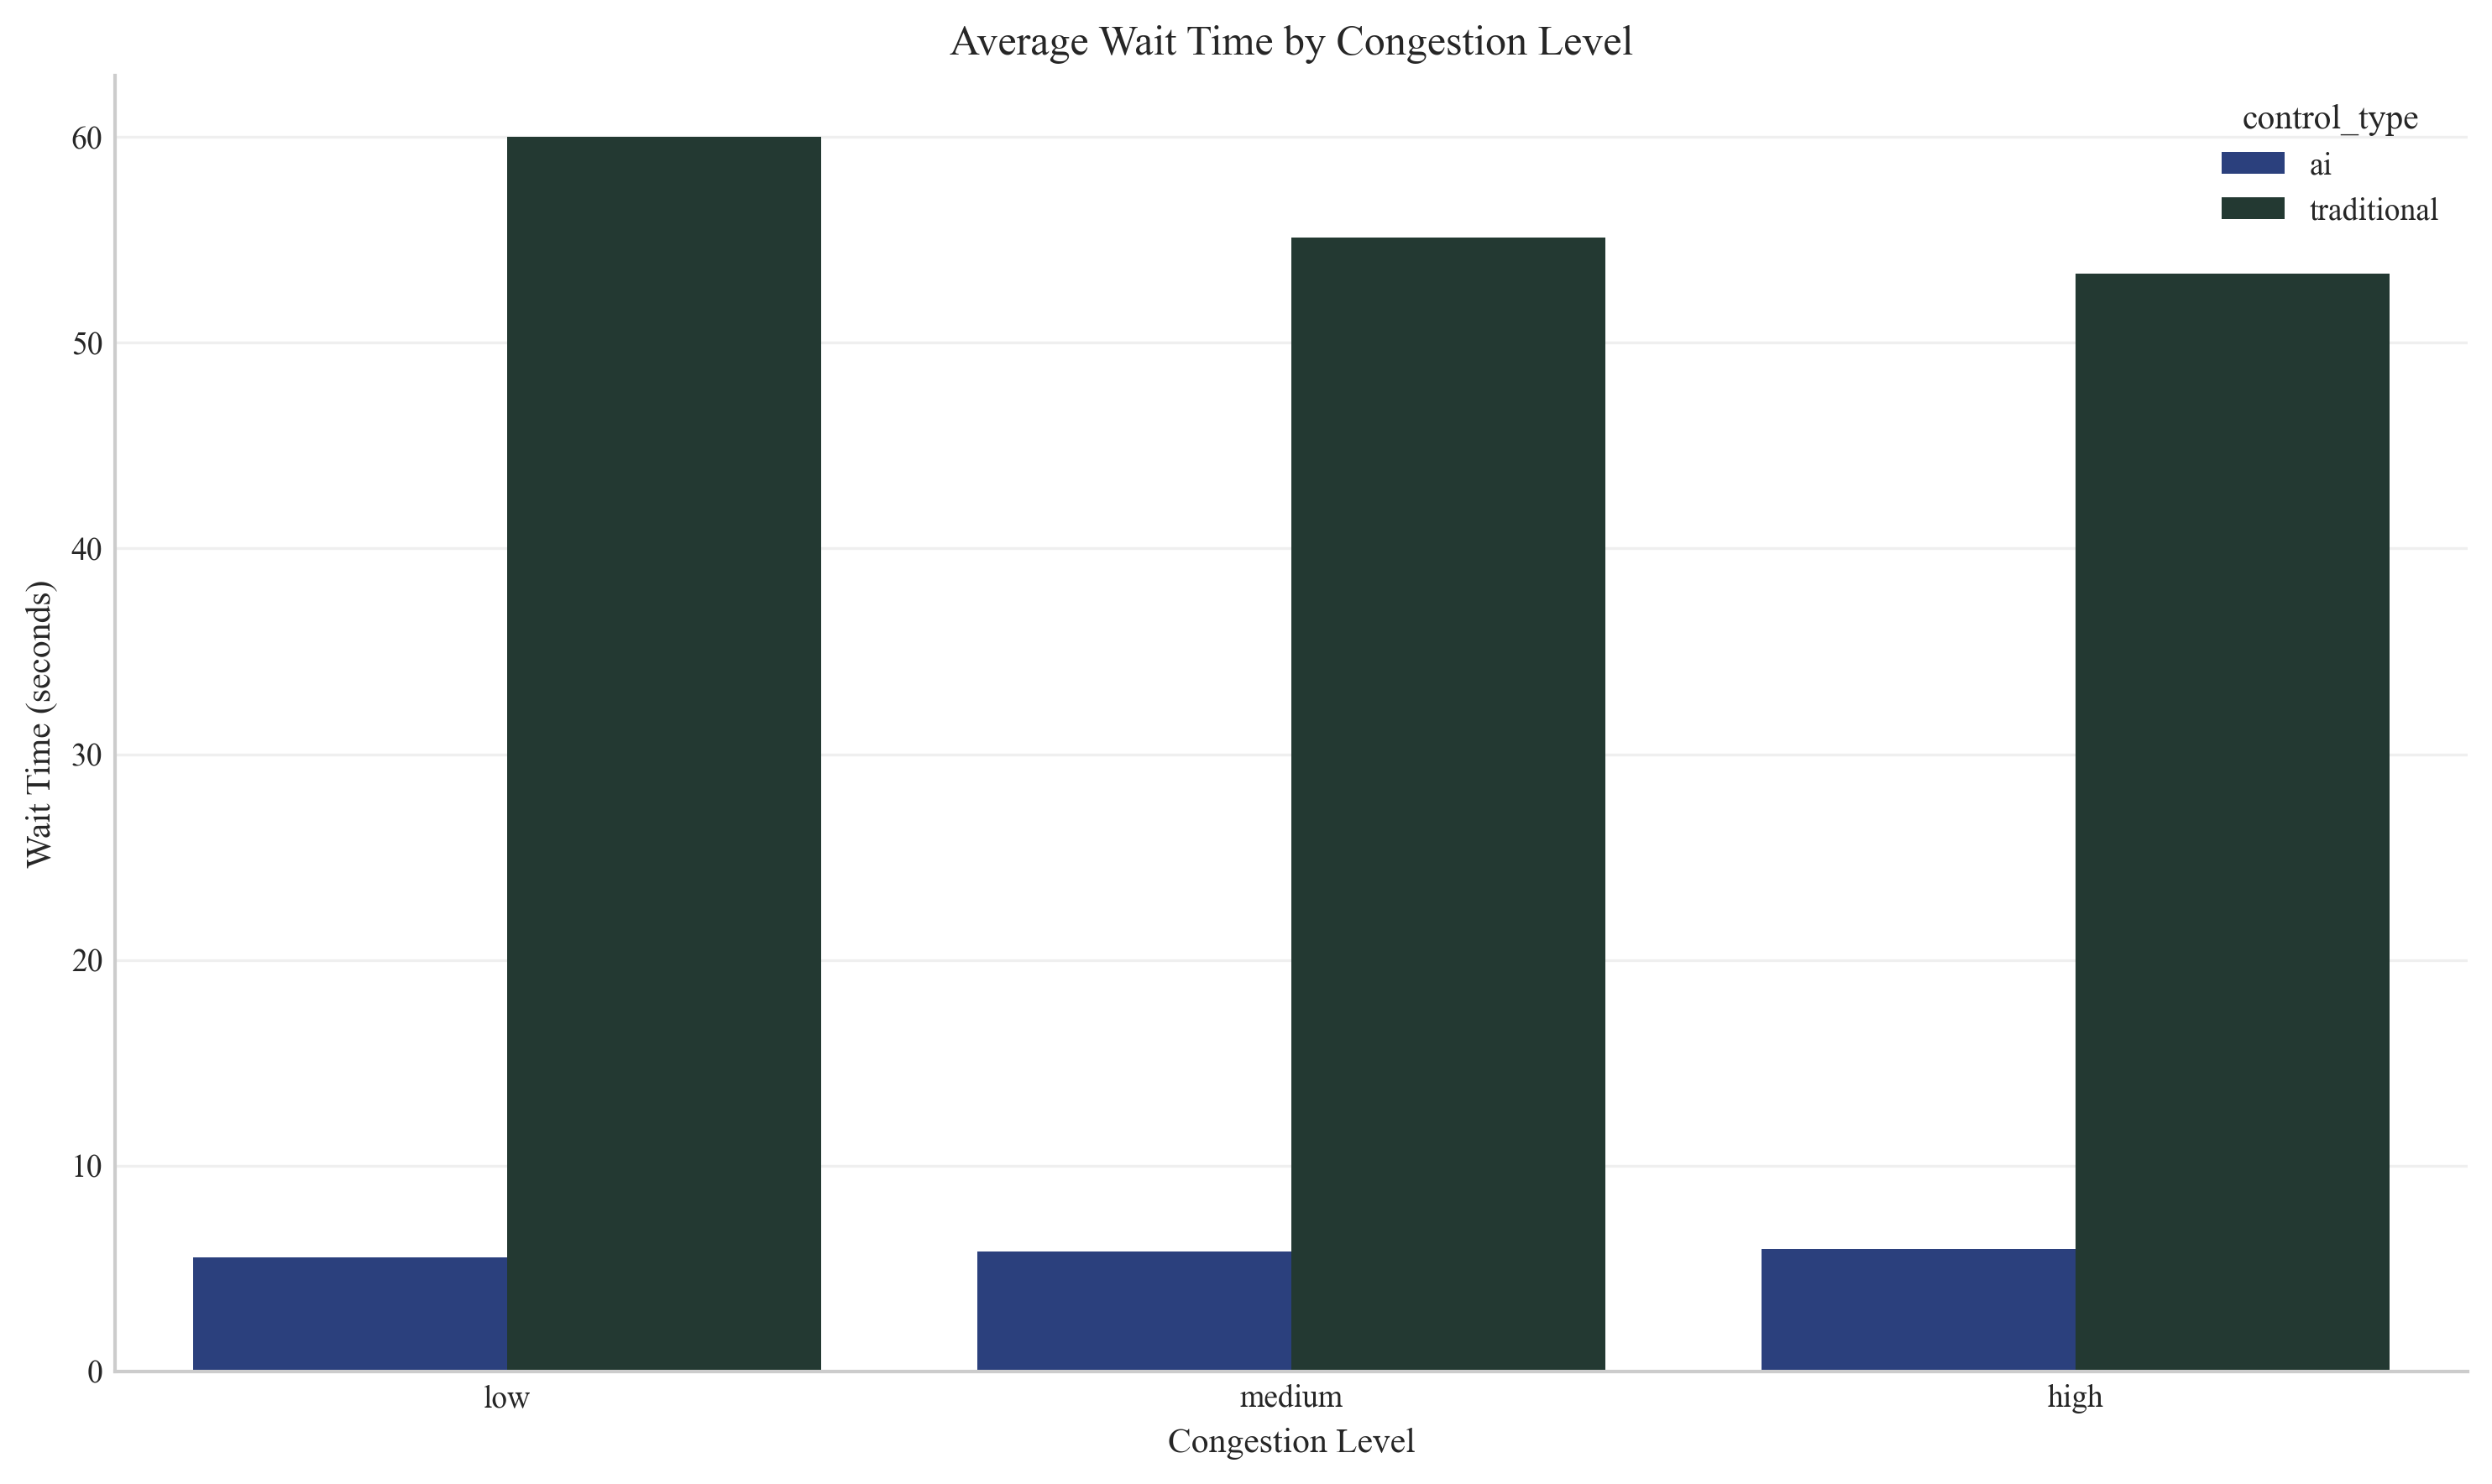 Average Wait Time by Congestion Level
control_type
ai
traditional
Wait Time (seconds)
60
50
40
30
20
10
0
low
medium
high
Congestion Level